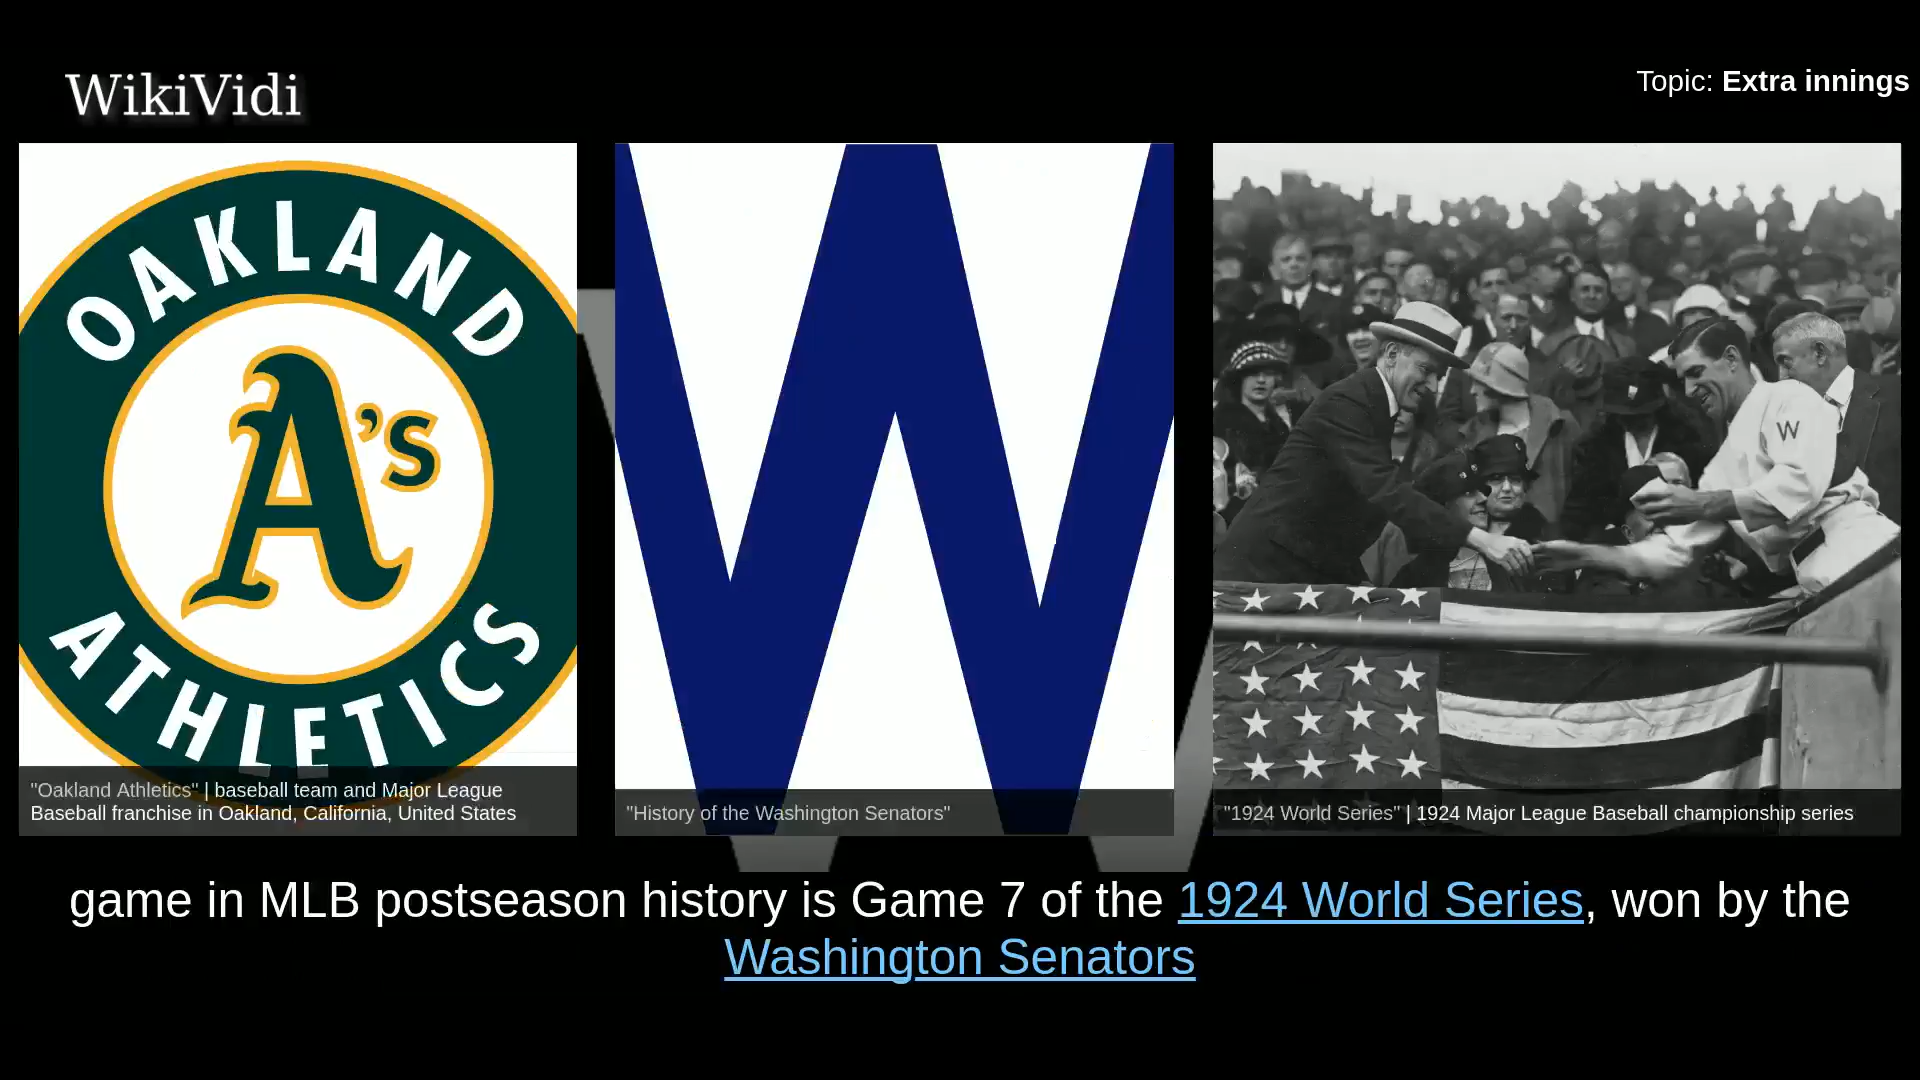 WikiVidi
Topic: Extra innings
OAKLAND
A's
ATHLETICS
"Oakland Athletics" | baseball team and Major League
Baseball franchise in Oakland, California, United States
W
"History of the Washington Senators"
W
"1924 World Series" | 1924 Major League Baseball championship series
game in MLB postseason history is Game 7 of the 1924 World Series, won by the
Washington Senators